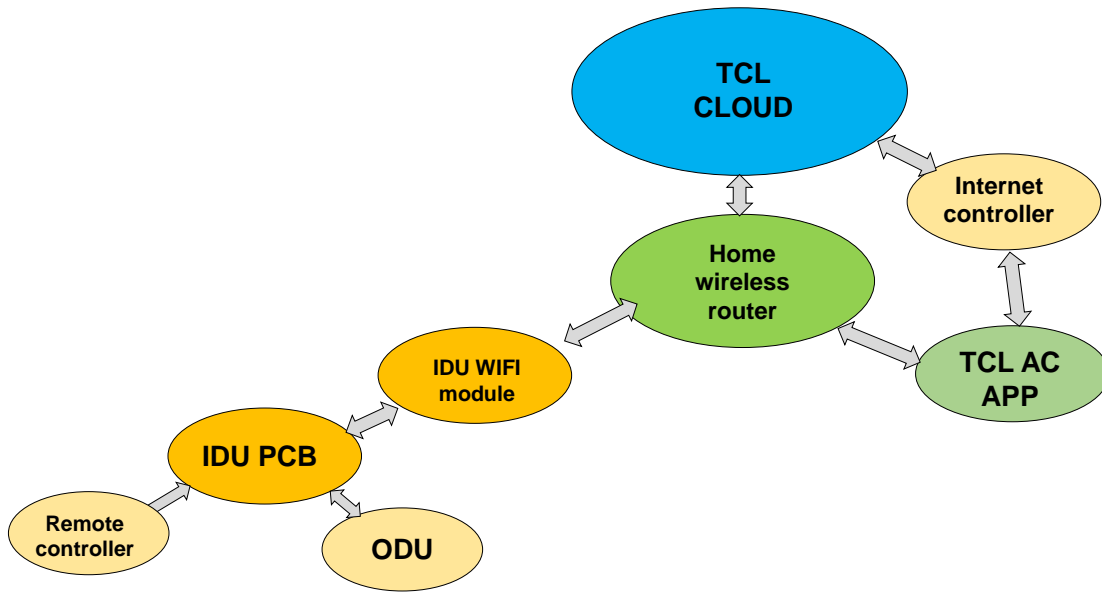 TCL
CLOUD
Internet
controller
Home
wireless
router
IDU WIFI
module
TCL AC
APP
IDU PCB
Remote
controller
ODU